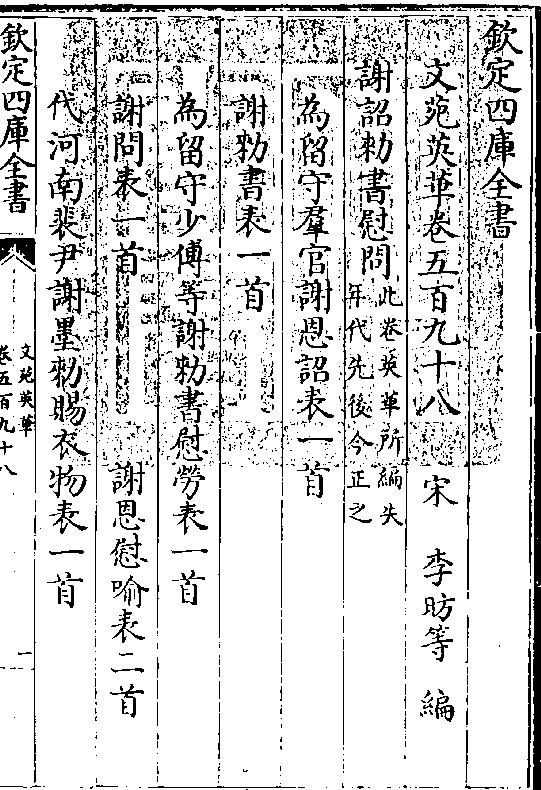 欽定四庫全書
文苑英華卷五百九十八　宋　李昉等　編
謝詔勅書慰問此卷英華所編失年代先後今正之
為留守羣官謝恩詔表一首
謝勅書表一首
為留守少傅等謝勅書慰勞表一首
謝問表一首　謝恩慰喻表二首
代河南裴尹謝墨勅賜衣物表一首
欽定四庫全書
文苑英華
卷五百九十八
一